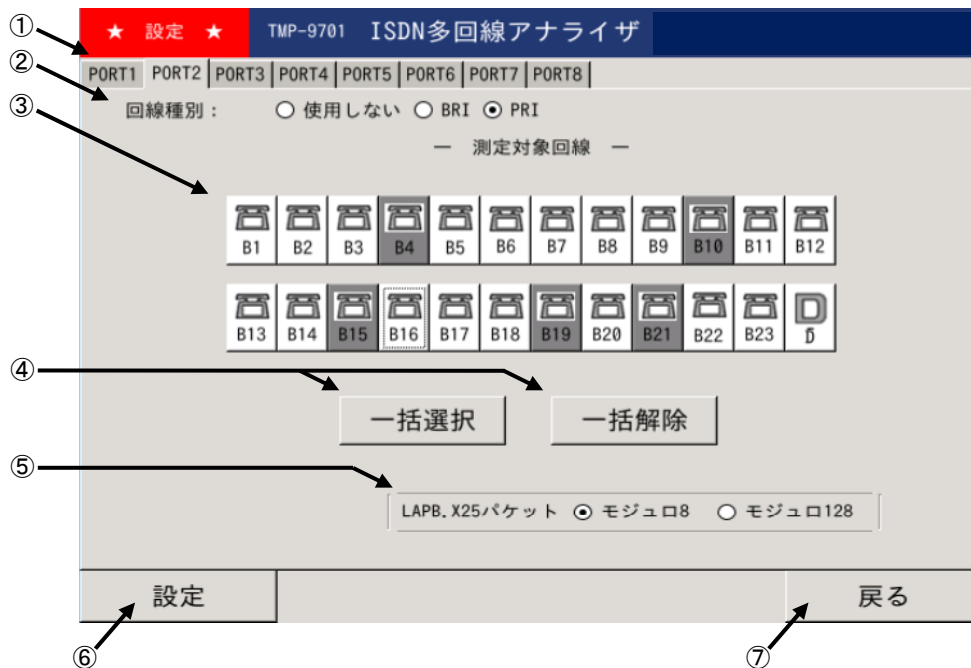 ①
★ 設定 ★ TMP-9701 ISDN多回線アナライザ
②
PORT1 PORT2 PORT3 PORT4 PORT5 PORT6 PORT7 PORT8
③
回線種別： 使用しない BRI PRI
― 測定対象回線 ―
B1 B2 B3 B4 B5 B6 B7 B8 B9 B10 B11 B12
D
B13 B14 B15 B16 B17 B18 B19 B20 B21 B22 B23 D
④
一括選択 一括解除
⑤
LAPB.X25パケット モジュロ8 モジュロ128
設定 戻る
⑥ ⑦